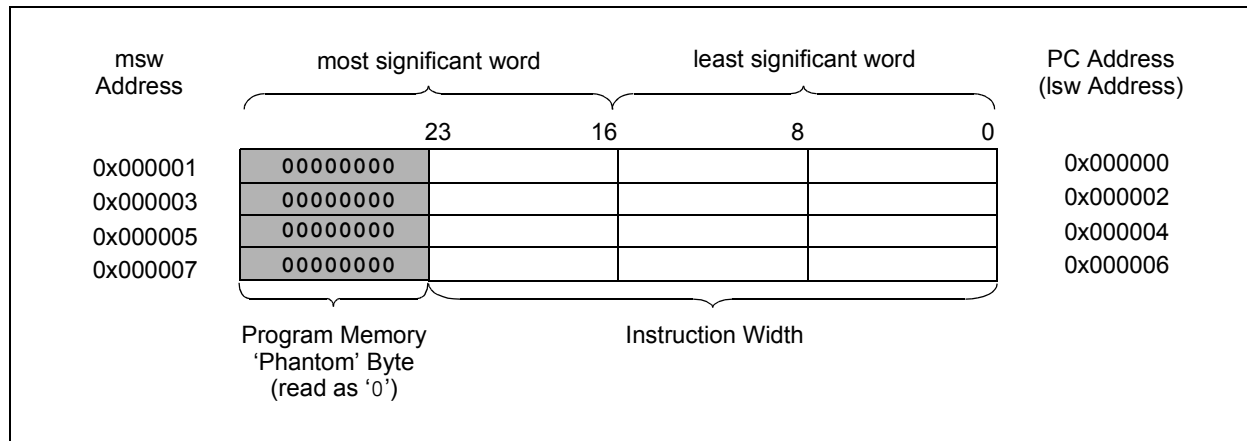 msw
Address
most significant word
least significant word
PC Address
(lsw Address)
23 16 8 0
0x000001 00000000 0x000000
0x000003 00000000 0x000002
0x000005 00000000 0x000004
0x000007 00000000 0x000006
Program Memory
‘Phantom’ Byte
(read as ‘0’)
Instruction Width